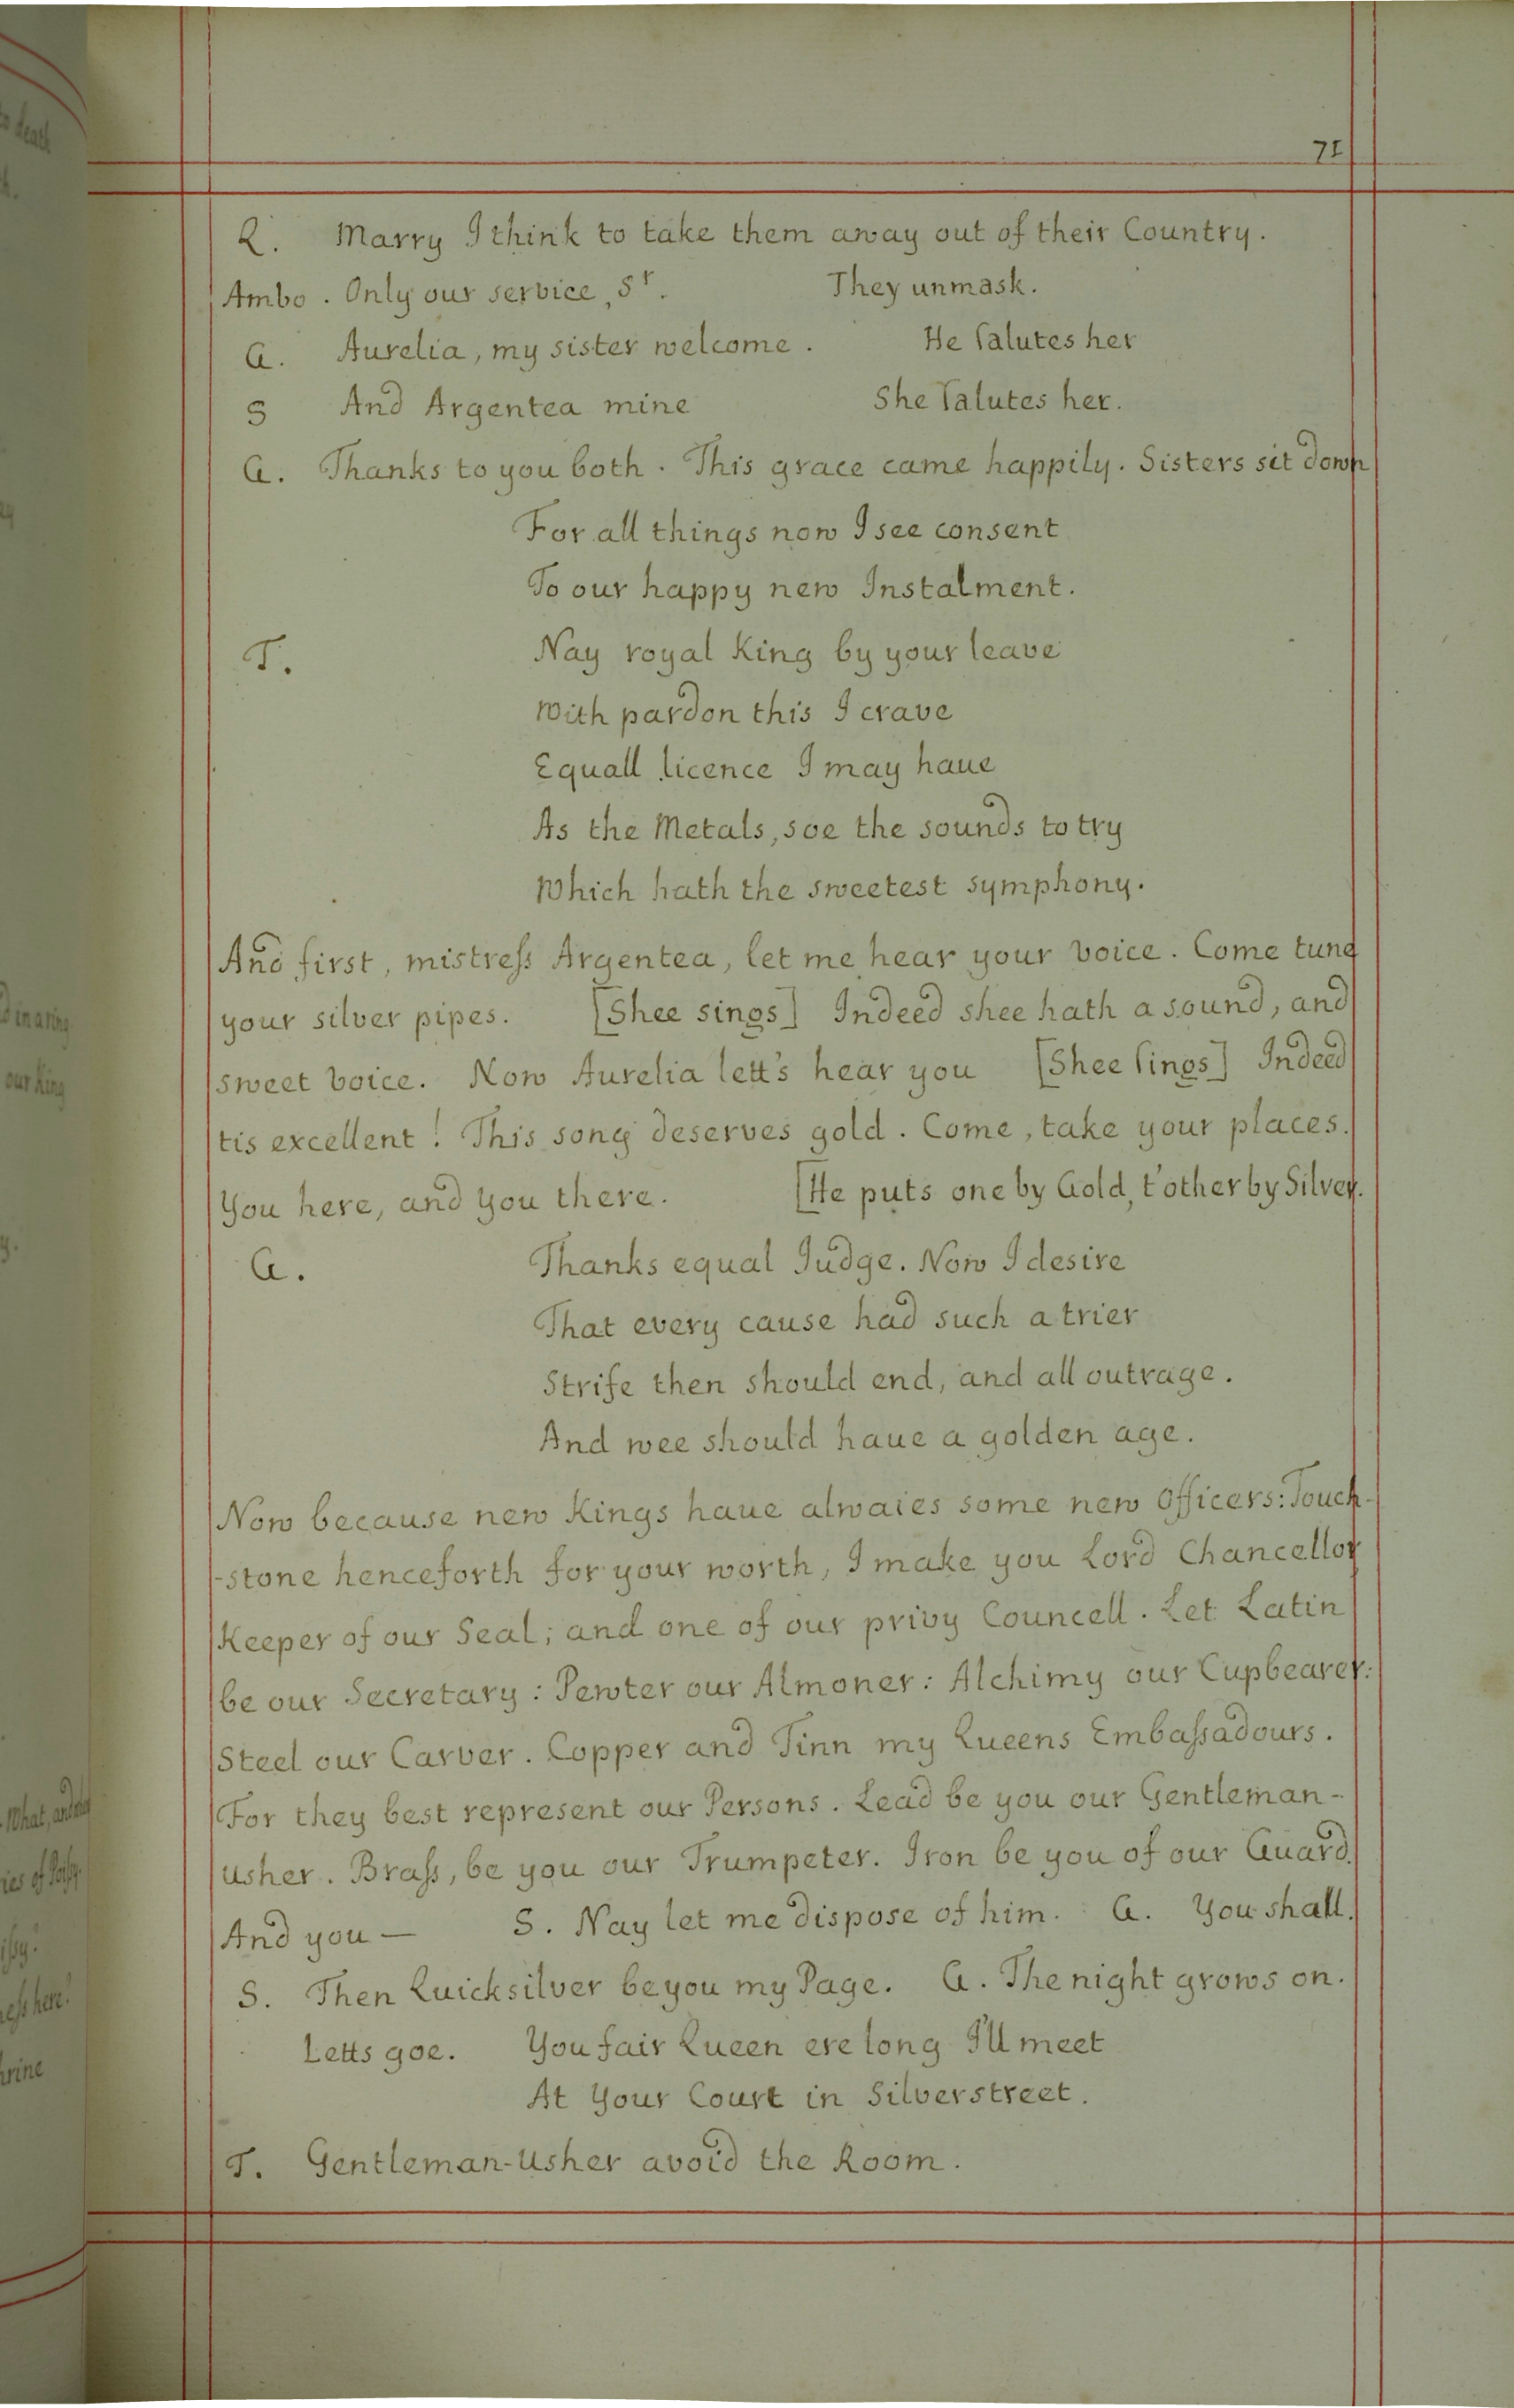 71
Q. Marry I think to take them away out of their Country.
Ambo. Only our service, Sr. They unmask.
G. Aurelia, my sister welcome. He salutes her
S And Argentea mine She salutes her.
G. Thanks to you both. This grace came happily. Sisters sit down
For all things now I see consent
To our happy new Instalment.
T. Nay royal King by your leave
With pardon this I crave
Equall licence I may haue
As the Metals, soe the sounds to try
Which hath the sweetest symphony.
And first, mistress Argentea, let me hear your voice. Come tune
your silver pipes. [Shee sings] Indeed shee hath a sound, and
sweet voice. Now Aurelia lett's hear you [Shee sings] Indeed
tis excellent! This song deserves gold. Come, take your places.
You here, and you there. [He puts one by Gold, t'other by Silver.
G. Thanks equal Iudge. Now I desire
That every cause had such a trier
Strife then should end, and all outrage.
And wee should haue a golden age.
Now because new Kings haue alwaies some new Officers: Touch-
-stone henceforth for your worth, I make you Lord Chancellor
Keeper of our Seal; and one of our privy Councell. Let Latin
be our Secretary: Pewter our Almoner: Alchimy our Cupbearer:
Steel our Carver. Copper and Tinn my Queens Embassadours.
For they best represent our Persons. Lead be you our Gentleman-
Usher. Brass, be you our Trumpeter. Iron be you of our Guard.
And you — S. Nay let me dispose of him. G. You shall.
S. Then Quicksilver be you my Page. G. The night grows on.
Letts goe. You fair Queen ere long I'll meet
At Your Court in Silverstreet.
T. Gentleman-Usher avoid the Room.